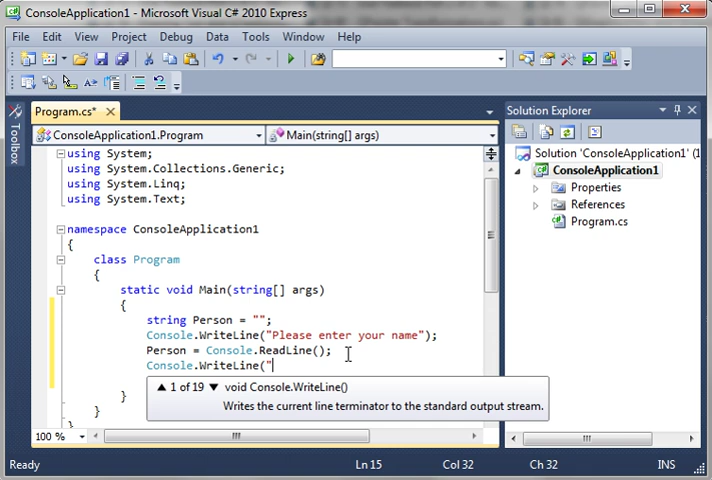 ConsoleApplication1 - Microsoft Visual C# 2010 Express
File Edit View Project Debug Data Tools Window Help
Program.cs*
Solution Explorer
Toolbox
ConsoleApplication1.Program
Main(string[] args)
using System;
using System.Collections.Generic;
using System.Linq;
using System.Text;
namespace ConsoleApplication1
{
class Program
{
static void Main(string[] args)
{
string Person = "";
Console.WriteLine("Please enter your name");
Person = Console.ReadLine();
Console.WriteLine("
1 of 19 void Console.WriteLine()
Writes the current line terminator to the standard output stream.
}
}
}
100 %
Solution 'ConsoleApplication1' (1
ConsoleApplication1
Properties
References
Program.cs
Ready
Ln 15
Col 32
Ch 32
INS